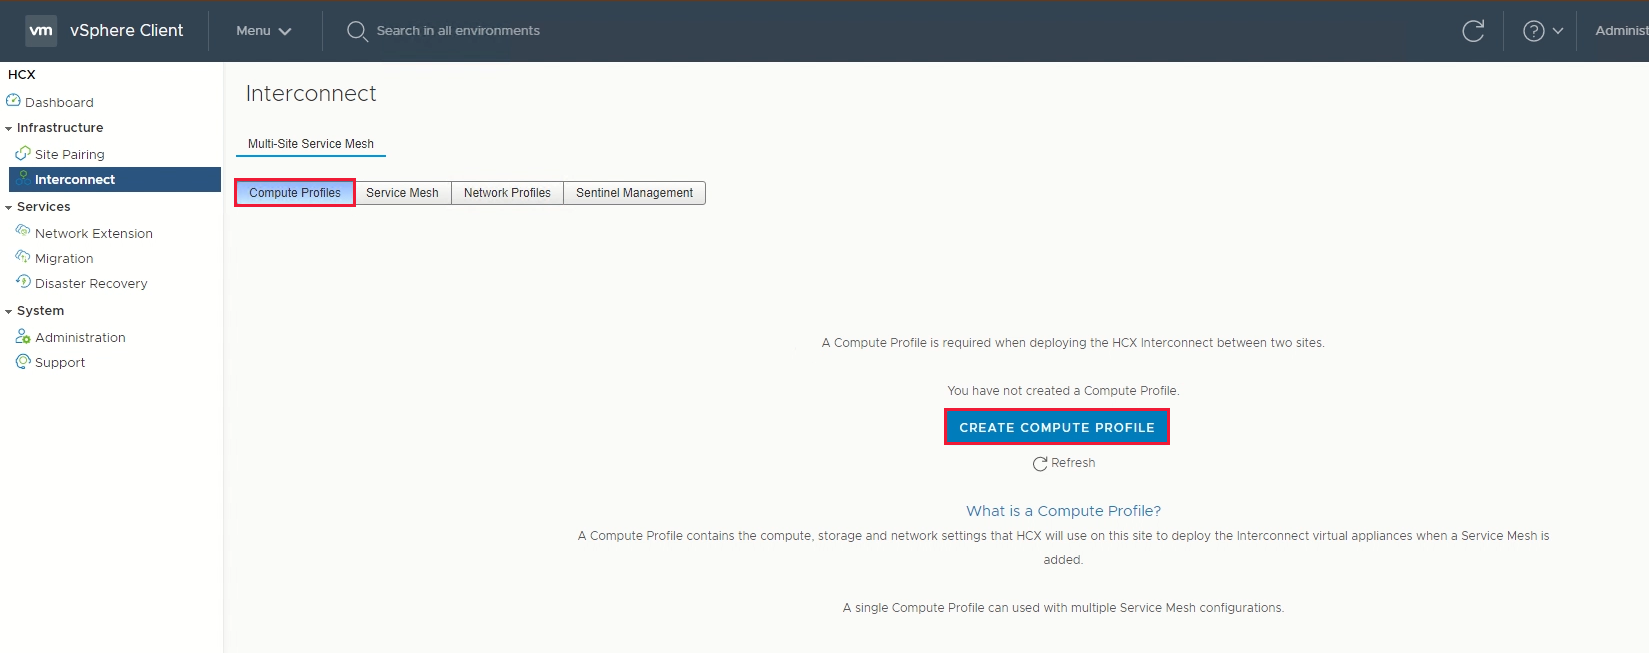 vm vSphere Client Menu Search in all environments Administ
HCX
Dashboard
Infrastructure
Site Pairing
Interconnect
Services
Network Extension
Migration
Disaster Recovery
System
Administration
Support
Interconnect
Multi-Site Service Mesh
Compute Profiles Service Mesh Network Profiles Sentinel Management
A Compute Profile is required when deploying the HCX Interconnect between two sites.
You have not created a Compute Profile.
CREATE COMPUTE PROFILE
Refresh
What is a Compute Profile?
A Compute Profile contains the compute, storage and network settings that HCX will use on this site to deploy the Interconnect virtual appliances when a Service Mesh is
added.
A single Compute Profile can used with multiple Service Mesh configurations.